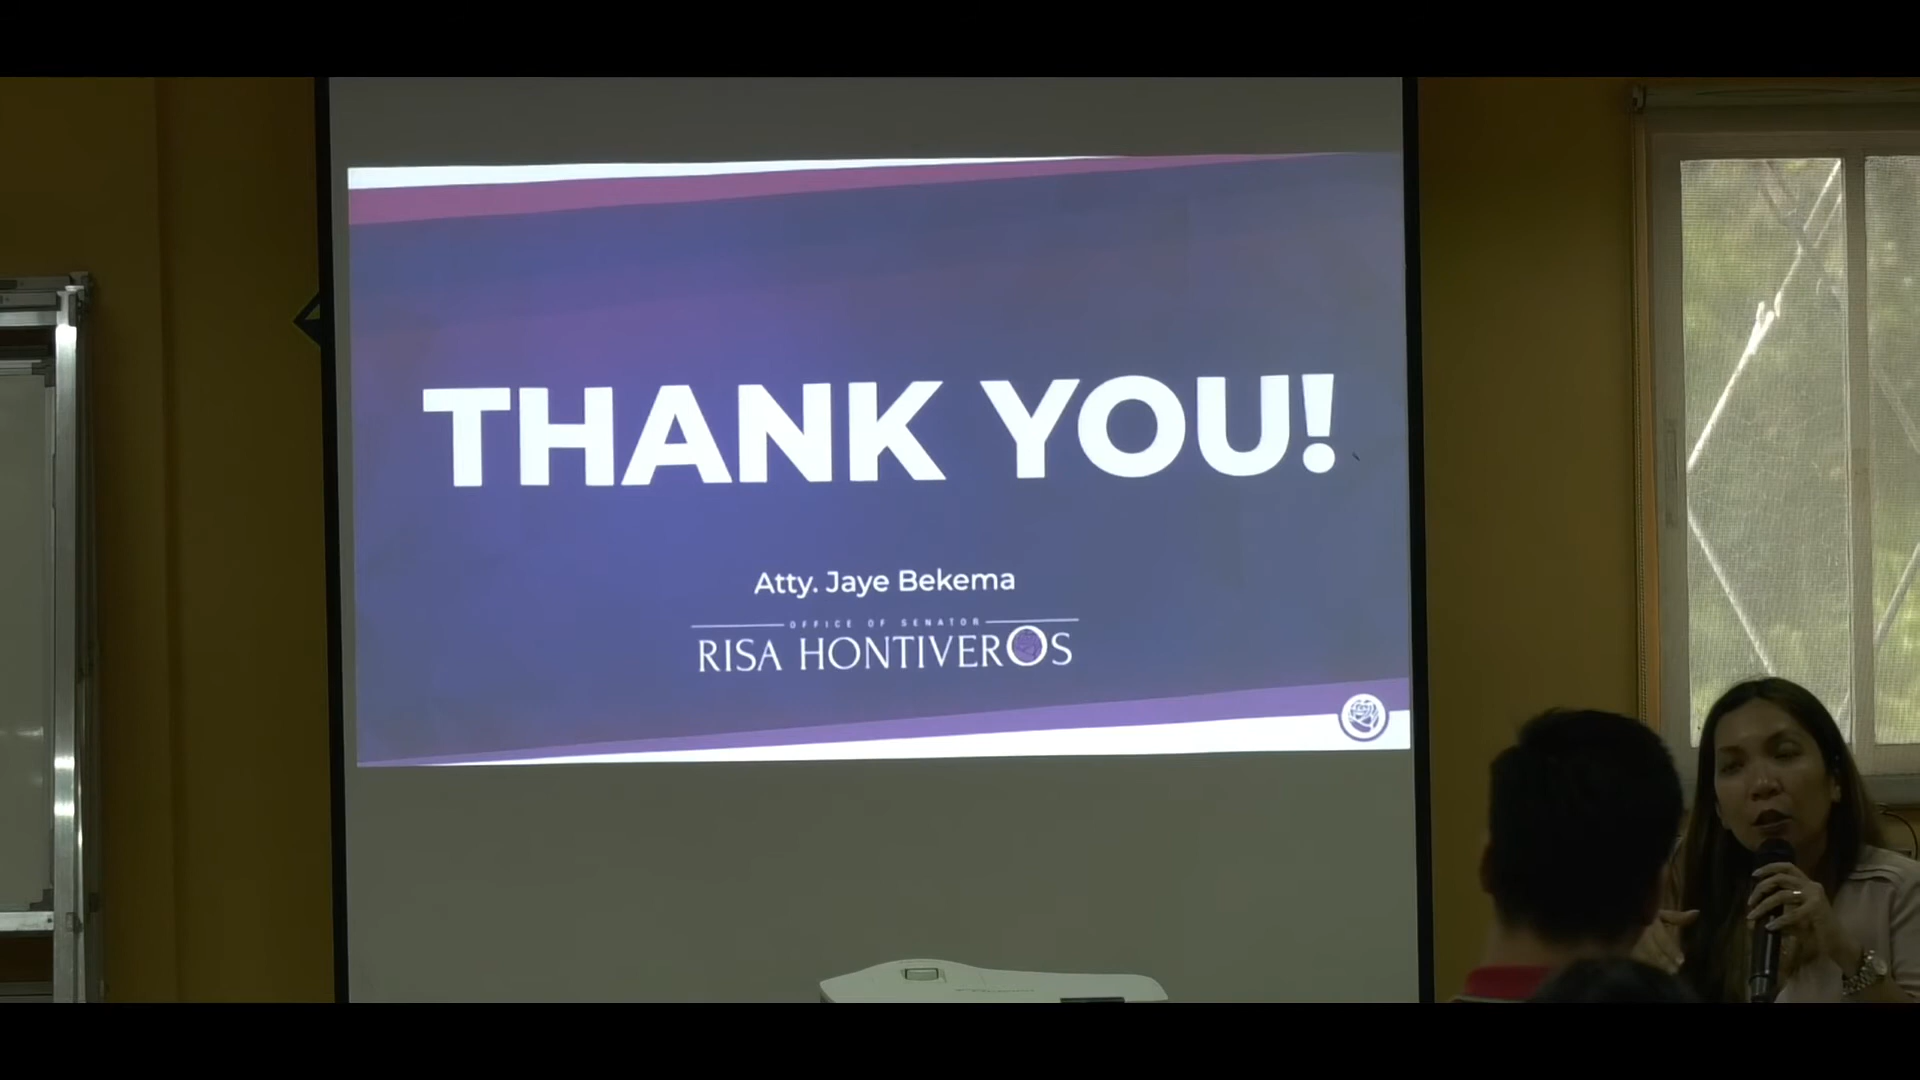 THANK YOU!
Atty. Jaye Bekema
OFFICE OF SENATOR
RISA HONTIVEROS